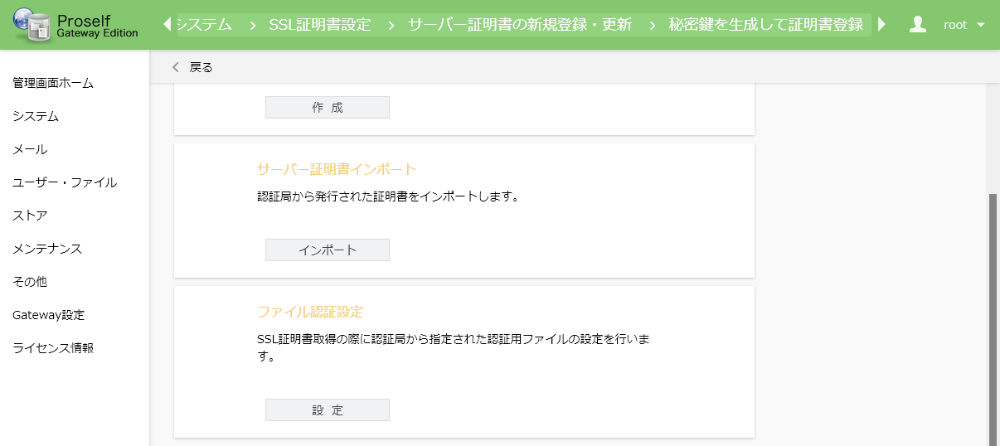 Proself
Gateway Edition
システム > SSL証明書設定 > サーバー証明書の新規登録・更新 > 秘密鍵を生成して証明書登録
root
戻る
管理画面ホーム
システム
メール
ユーザー・ファイル
ストア
メンテナンス
その他
Gateway設定
ライセンス情報
作 成
サーバー証明書インポート
認証局から発行された証明書をインポートします。
インポート
ファイル認証設定
SSL証明書取得の際に認証局から指定された認証用ファイルの設定を行いま
す。
設 定